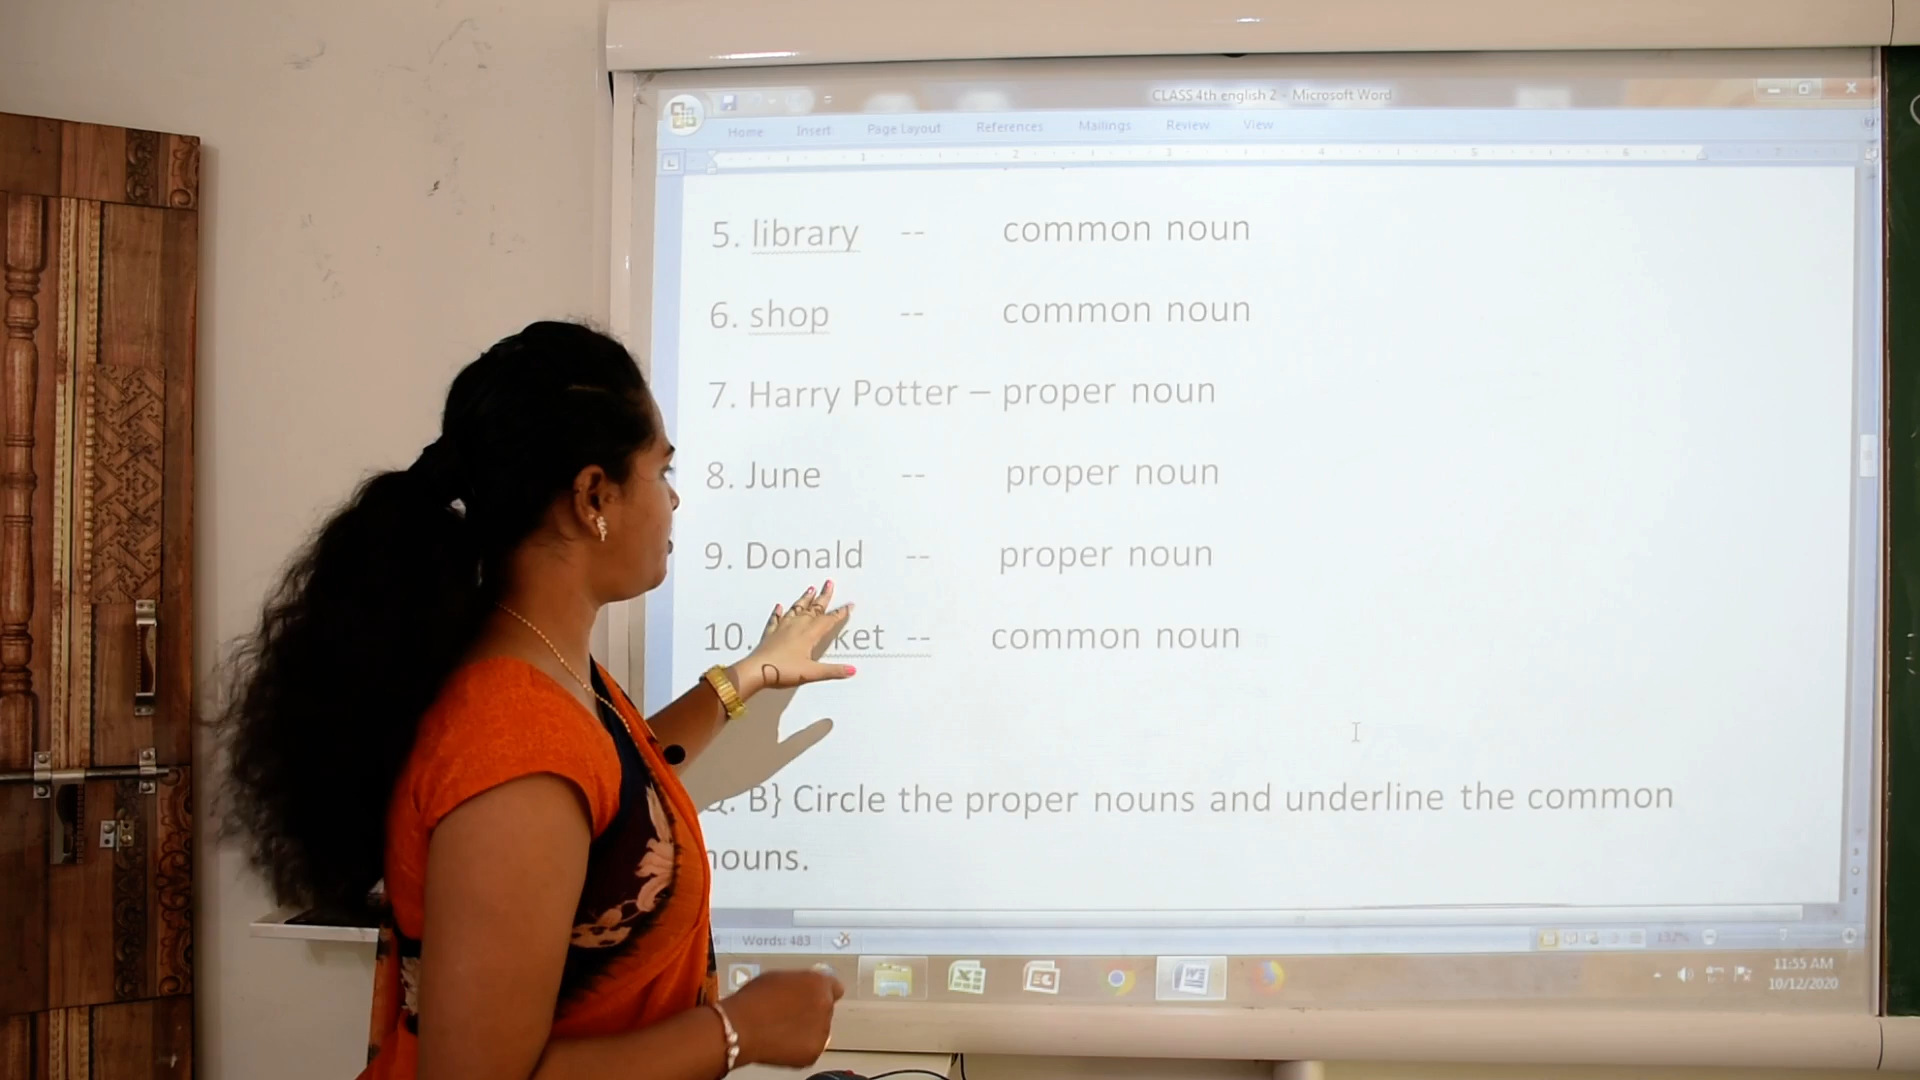 CLASS 4th english 2 - Microsoft Word
Home Insert Page Layout References Mailings Review View
5. library -- common noun
6. shop -- common noun
7. Harry Potter – proper noun
8. June -- proper noun
9. Donald -- proper noun
10. ket -- common noun
Q. B} Circle the proper nouns and underline the common
nouns.
Words: 483
132%
11:55 AM
10/12/2020